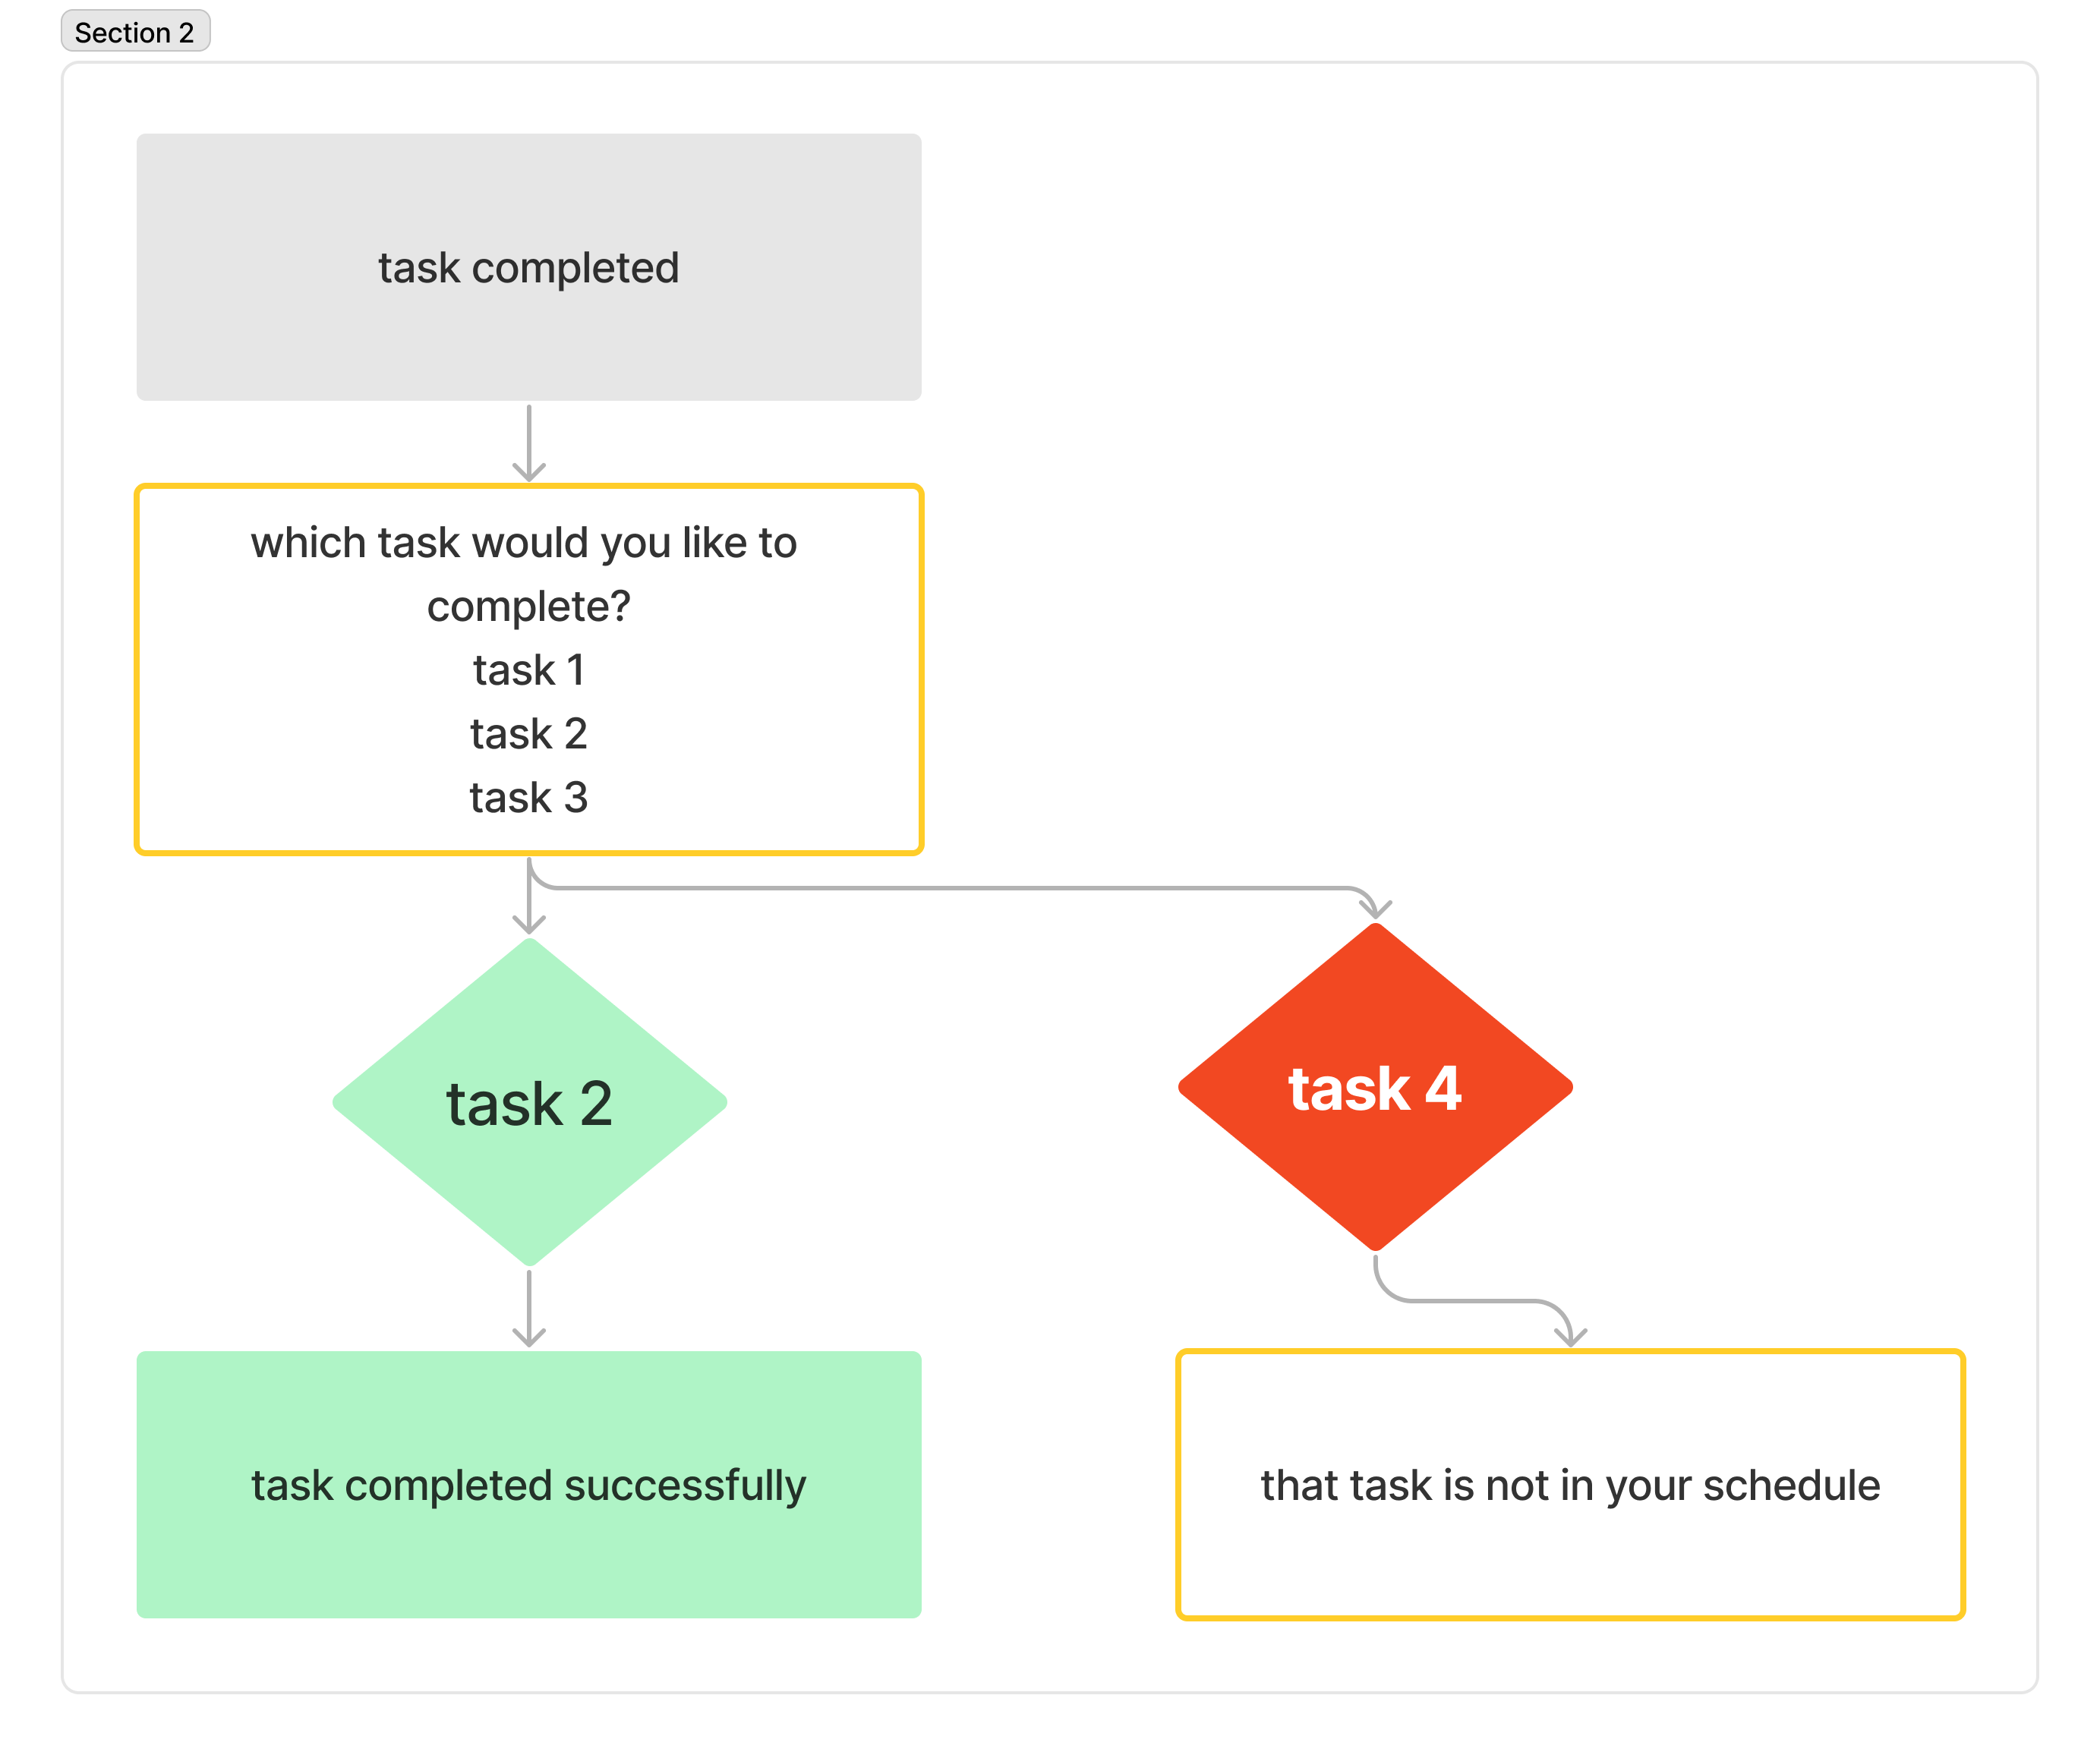 Section 2
task completed
which task would you like to
complete?
task 1
task 2
task 3
task 2
task 4
task completed successfully
that task is not in your schedule